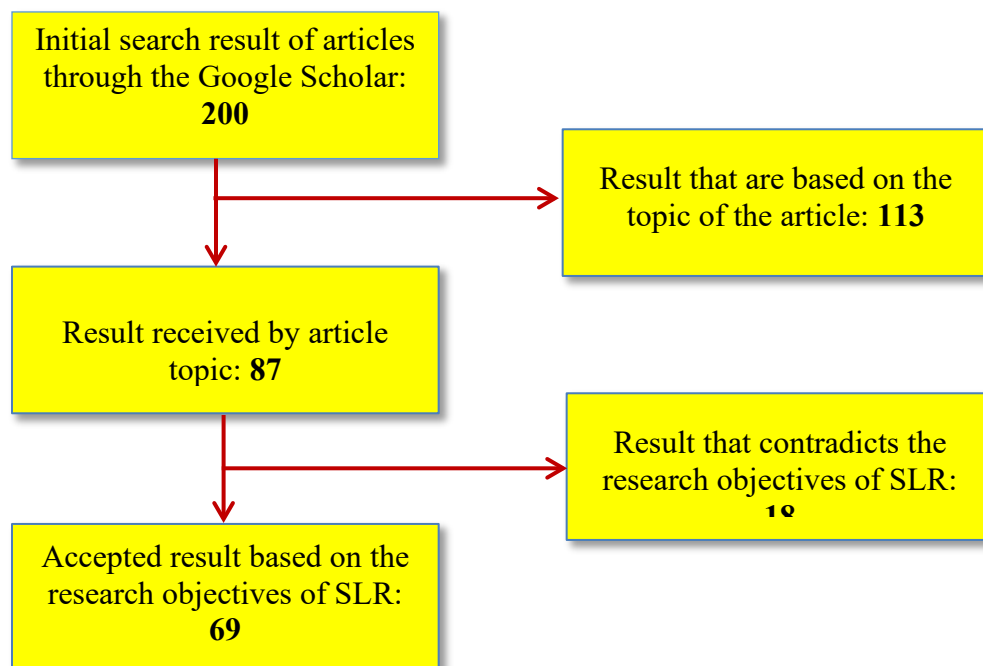 Initial search result of articles
through the Google Scholar:
200
Result that are based on the
topic of the article: 113
Result received by article
topic: 87
Result that contradicts the
research objectives of SLR:
18
Accepted result based on the
research objectives of SLR:
69